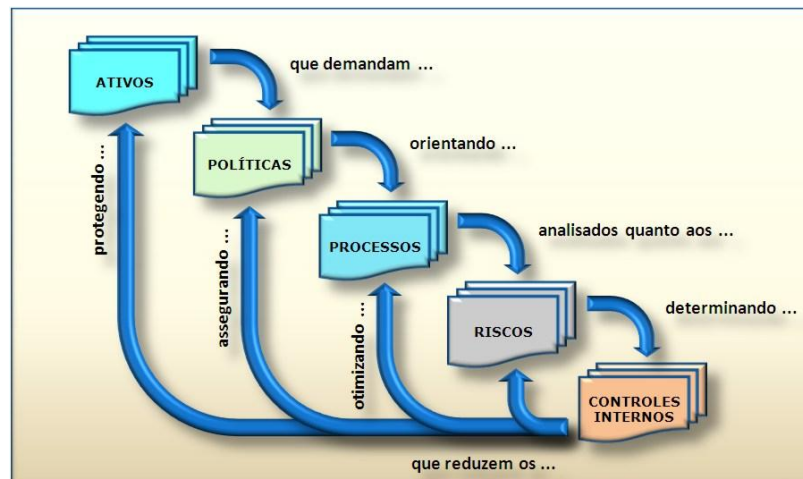 ATIVOS
que demandam ...
POLÍTICAS
orientando ...
PROCESSOS
analisados quanto aos ...
RISCOS
determinando ...
CONTROLES
INTERNOS
protegendo ...
assegurando ...
otimizando ...
que reduzem os ...